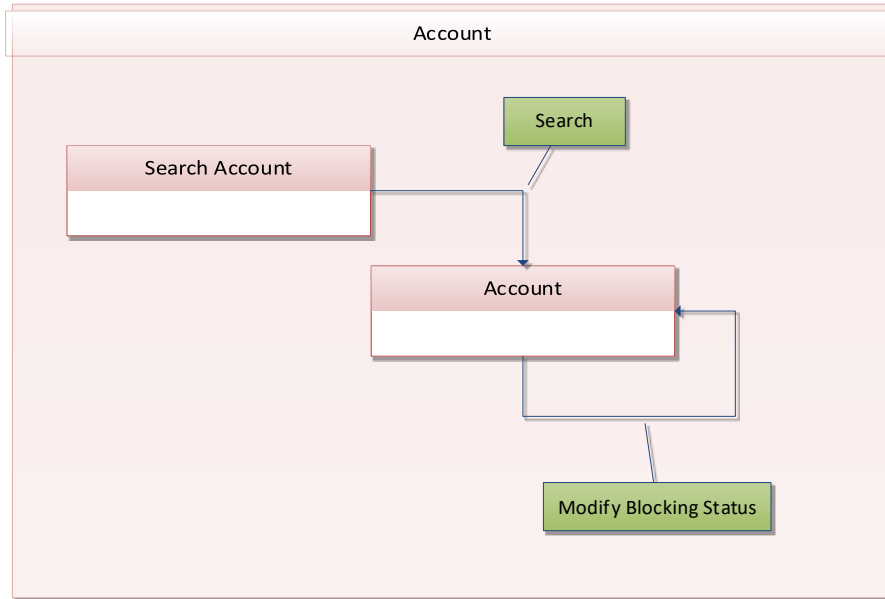 Account
Search
Search Account
Account
Modify Blocking Status